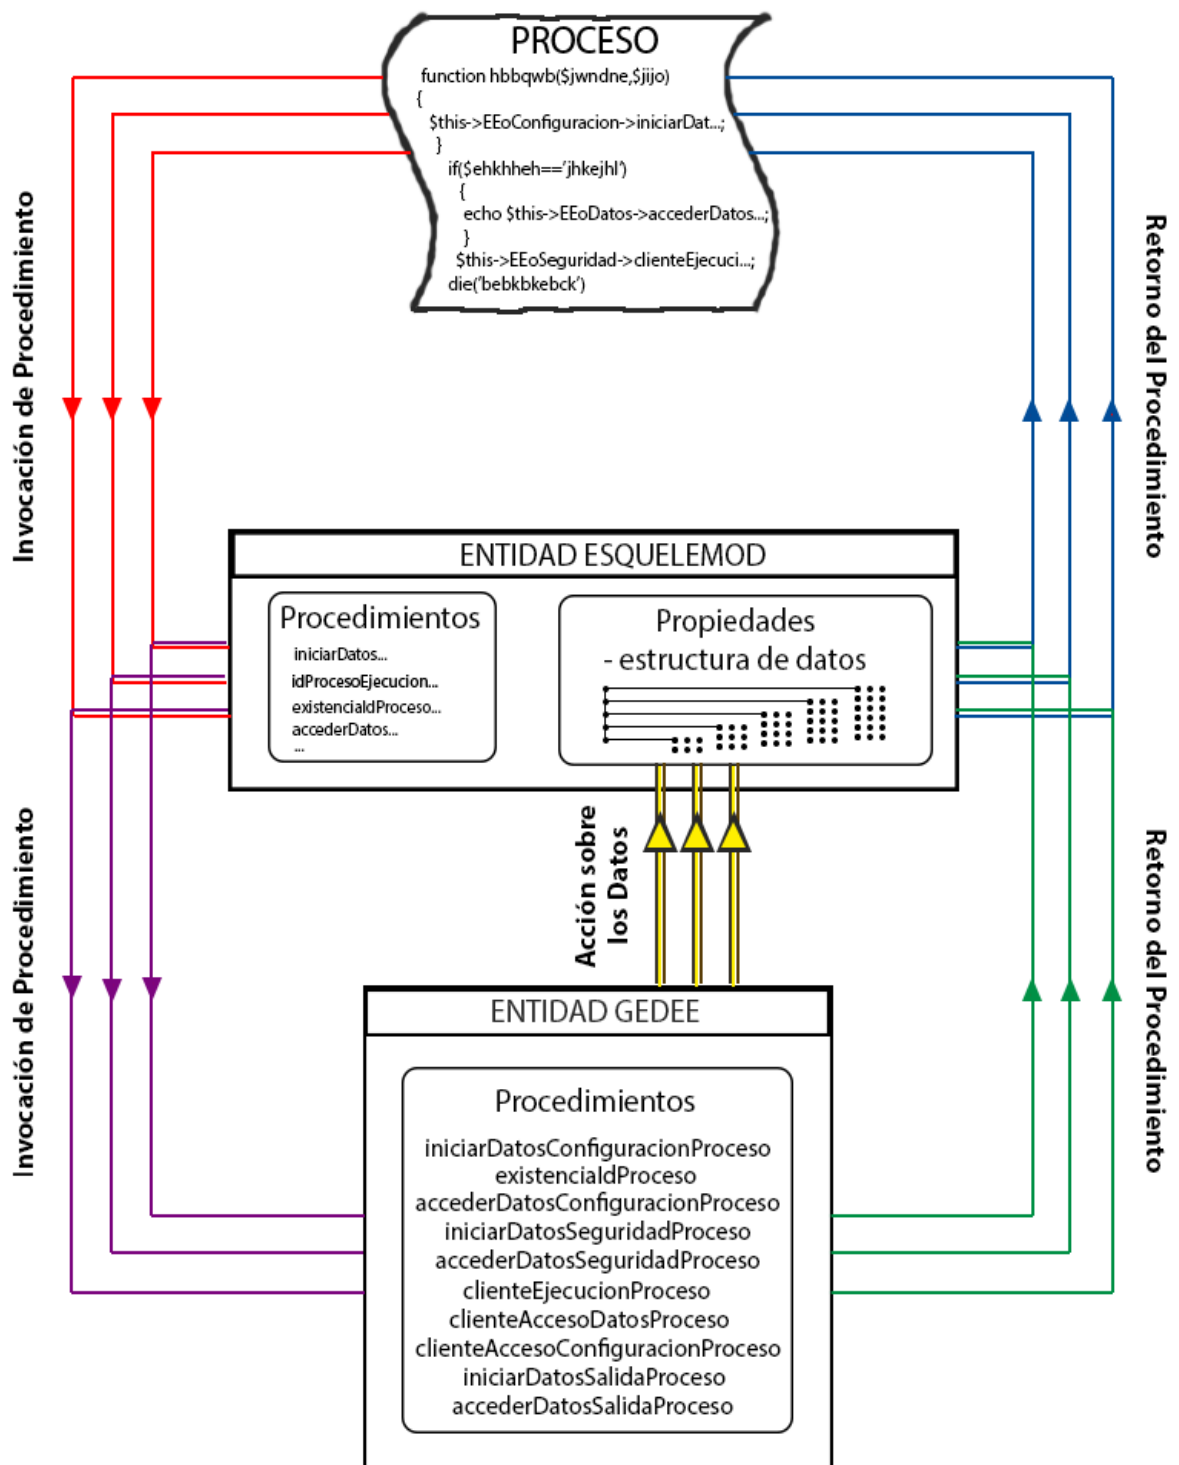 PROCESO
function hbbqwb($jwndne,$jijo)
{
$this->EEoConfiguracion->iniciarDat...;
}
if($ehkhheh=='jhkejhl')
{
echo $this->EEoDatos->accederDatos...;
}
$this->EEoSeguridad->clienteEjecuci...;
die('bebkbkebck')
Invocación de Procedimiento
Retorno del Procedimiento
ENTIDAD ESQUELEMOD
Procedimientos
iniciarDatos...
idProcesoEjecucion...
existenciaIdProceso...
accederDatos...
...
Propiedades
- estructura de datos
Acción sobre
los Datos
Invocación de Procedimiento
Retorno del Procedimiento
ENTIDAD GEDEE
Procedimientos
iniciarDatosConfiguracionProceso
existenciaIdProceso
accederDatosConfiguracionProceso
iniciarDatosSeguridadProceso
accederDatosSeguridadProceso
clienteEjecucionProceso
clienteAccesoDatosProceso
clienteAccesoConfiguracionProceso
iniciarDatosSalidaProceso
accederDatosSalidaProceso